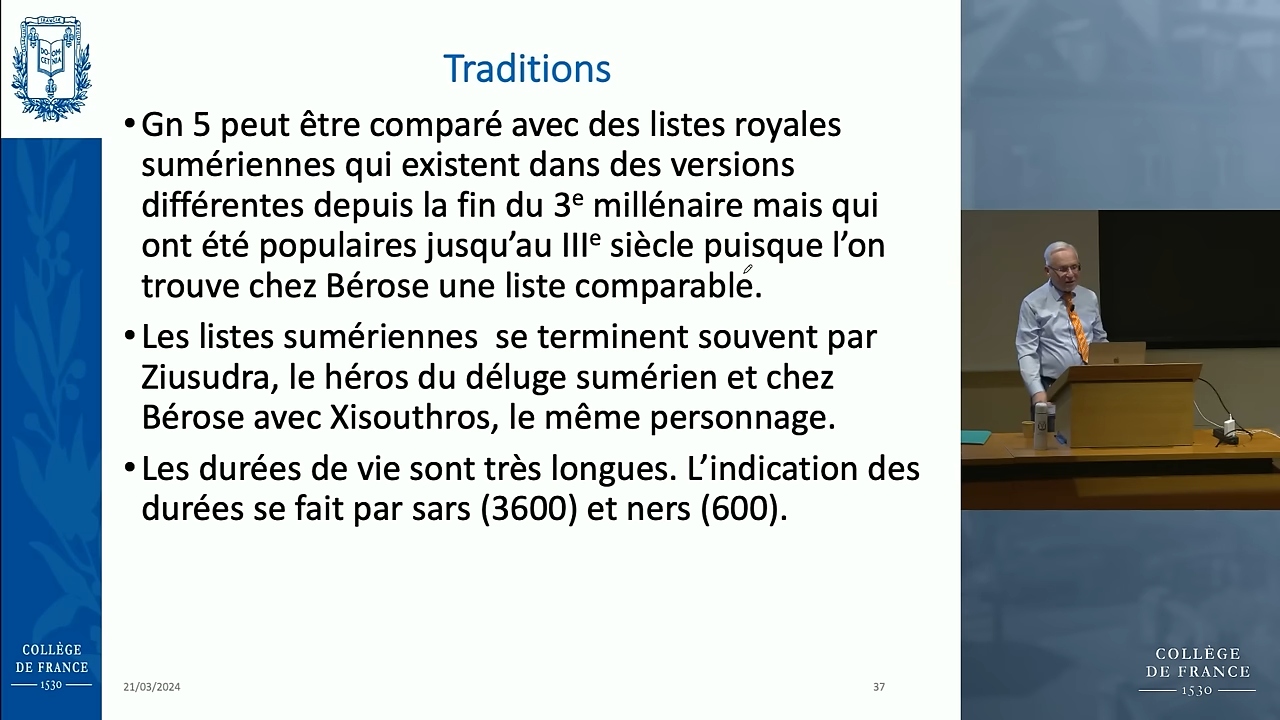 Traditions
• Gn 5 peut être comparé avec des listes royales
sumériennes qui existent dans des versions
différentes depuis la fin du 3e millénaire mais qui
ont été populaires jusqu’au IIIe siècle puisque l’on
trouve chez Bérose une liste comparable.
• Les listes sumériennes  se terminent souvent par
Ziusudra, le héros du déluge sumérien et chez
Bérose avec Xisouthros, le même personnage.
• Les durées de vie sont très longues. L’indication des
durées se fait par sars (3600) et ners (600).
COLLÈGE
DE FRANCE
1530
21/03/2024
37
COLLÈGE
DE FRANCE
1530